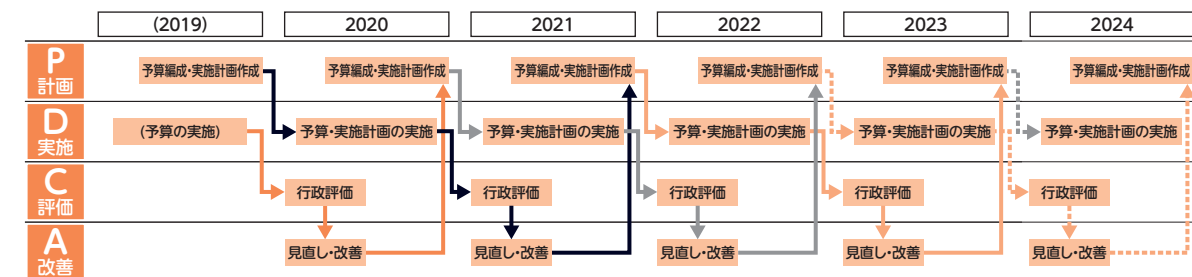 (2019) 2020 2021 2022 2023 2024
P
計画
予算編成・実施計画作成 予算編成・実施計画作成 予算編成・実施計画作成 予算編成・実施計画作成 予算編成・実施計画作成 予算編成・実施計画作成
D
実施
(予算の実施) 予算・実施計画の実施 予算・実施計画の実施 予算・実施計画の実施 予算・実施計画の実施 予算・実施計画の実施
C
評価
行政評価 行政評価 行政評価 行政評価 行政評価
A
改善
見直し・改善 見直し・改善 見直し・改善 見直し・改善 見直し・改善